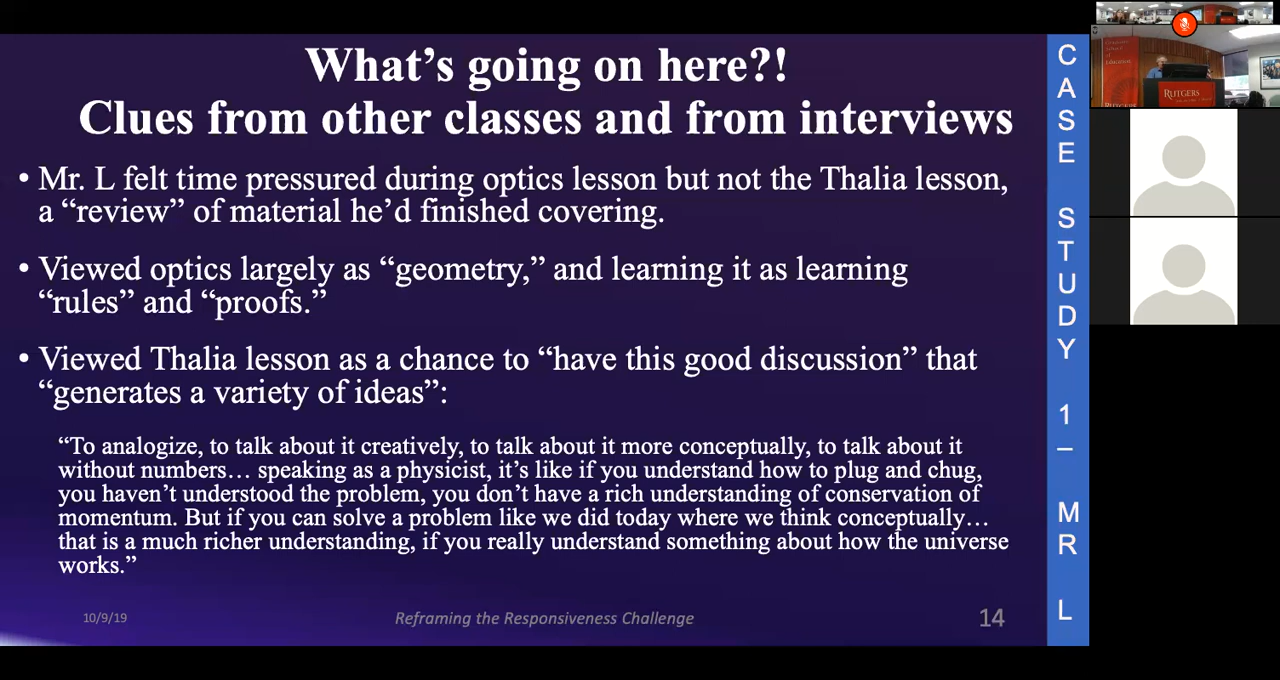 What's going on here?!
Clues from other classes and from interviews
• Mr. L felt time pressured during optics lesson but not the Thalia lesson,
a “review” of material he'd finished covering.
• Viewed optics largely as “geometry,” and learning it as learning
“rules” and “proofs.”
• Viewed Thalia lesson as a chance to “have this good discussion” that
“generates a variety of ideas”:
“To analogize, to talk about it creatively, to talk about it more conceptually, to talk about it
without numbers… speaking as a physicist, it's like if you understand how to plug and chug,
you haven't understood the problem, you don't have a rich understanding of conservation of
momentum. But if you can solve a problem like we did today where we think conceptually…
that is a much richer understanding, if you really understand something about how the universe
works.”
10/9/19
Reframing the Responsiveness Challenge
14
CASE STUDY 1 – MR L
of Education
RUTGERS
RUTGERS